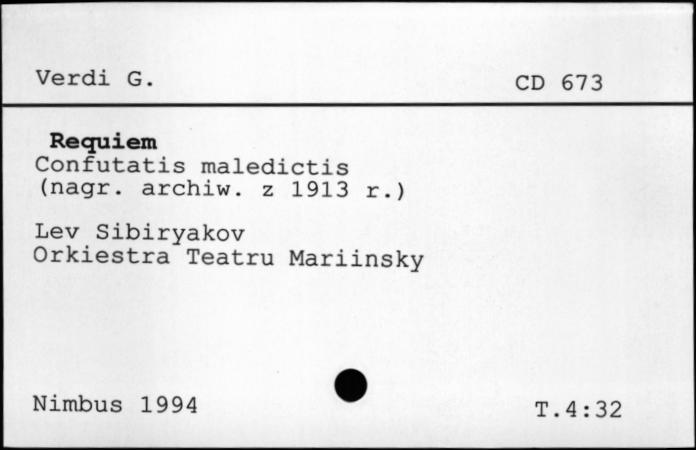 Verdi G.
CD 673
Requiem
Confutatis maledictis
(nagr. archiw. z 1913 r.)
Lev Sibiryakov
Orkiestra Teatru Mariinsky
Nimbus 1994
T.4:32